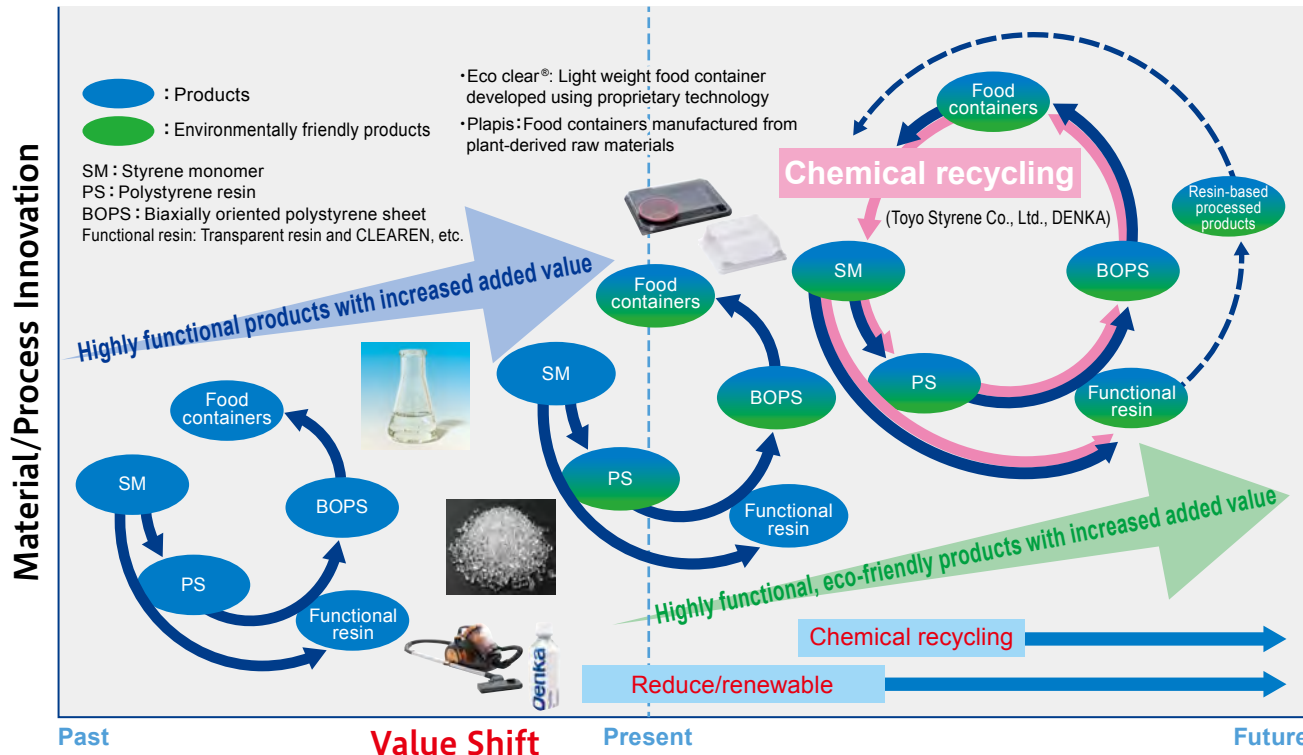 Material/Process Innovation
: Products
: Environmentally friendly products
SM : Styrene monomer
PS : Polystyrene resin
BOPS : Biaxially oriented polystyrene sheet
Functional resin: Transparent resin and CLEAREN, etc.
・Eco clear®: Light weight food container
developed using proprietary technology
・Plapis : Food containers manufactured from
plant-derived raw materials
Highly functional products with increased added value
Food
containers
SM
BOPS
PS
Functional
resin
Denka
Food
containers
SM
BOPS
PS
Functional
resin
Food
containers
Chemical recycling
(Toyo Styrene Co., Ltd., DENKA)
Resin-based
processed
products
SM
BOPS
PS
Functional
resin
Highly functional, eco-friendly products with increased added value
Chemical recycling
Reduce/renewable
Past
Value Shift
Present
Future